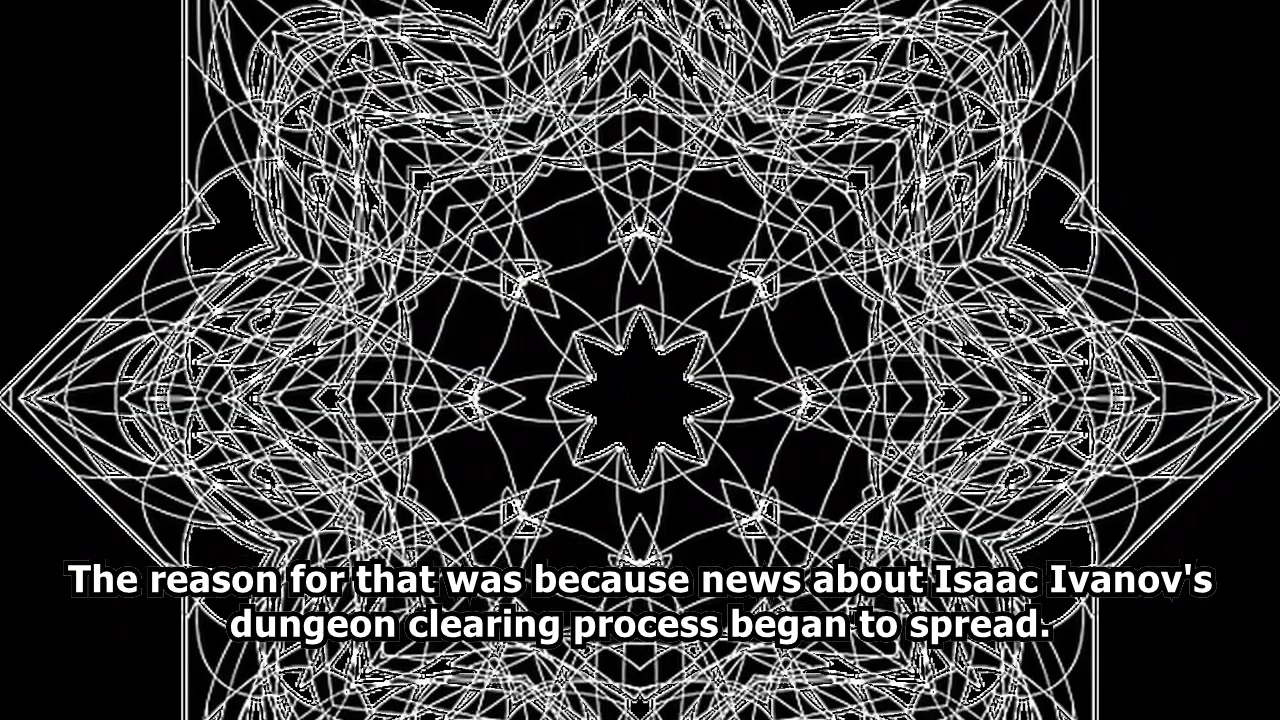 The reason for that was because news about Isaac Ivanov's
dungeon clearing process began to spread.